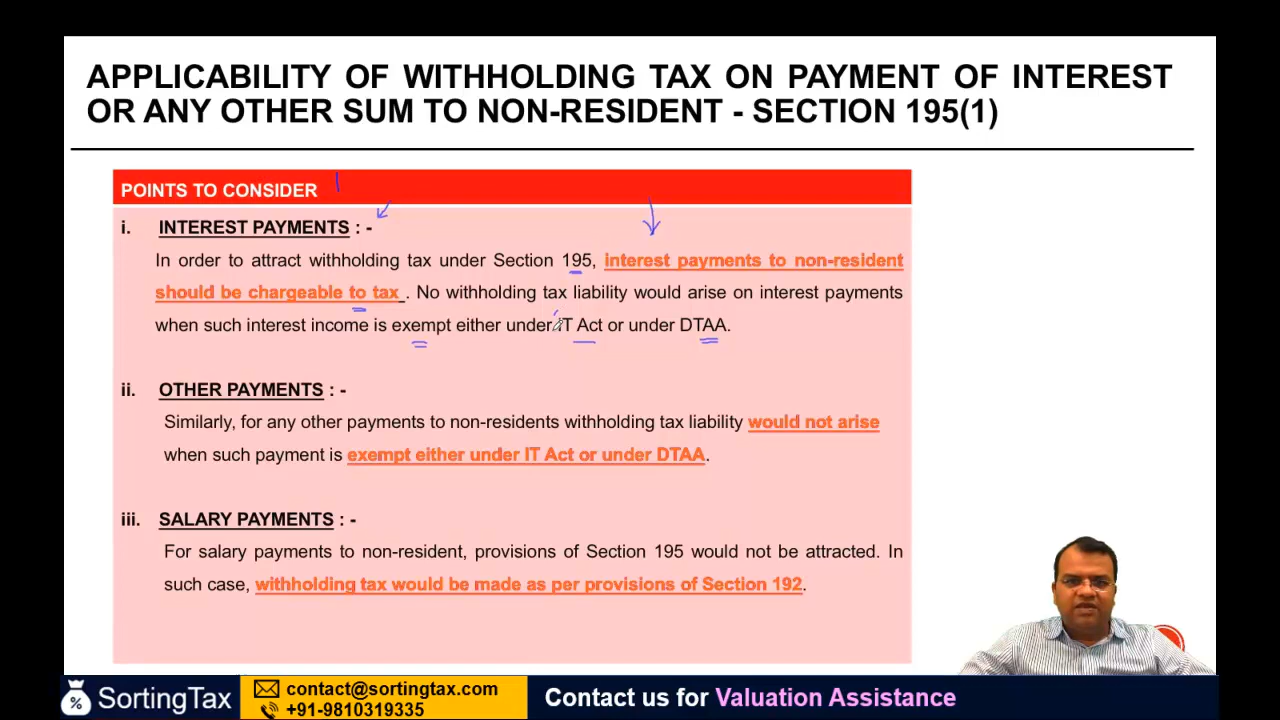 APPLICABILITY OF WITHHOLDING TAX ON PAYMENT OF INTEREST
OR ANY OTHER SUM TO NON-RESIDENT - SECTION 195(1)
POINTS TO CONSIDER
i. INTEREST PAYMENTS : -
In order to attract withholding tax under Section 195, interest payments to non-resident
should be chargeable to tax . No withholding tax liability would arise on interest payments
when such interest income is exempt either under IT Act or under DTAA.
ii. OTHER PAYMENTS : -
Similarly, for any other payments to non-residents withholding tax liability would not arise
when such payment is exempt either under IT Act or under DTAA.
iii. SALARY PAYMENTS : -
For salary payments to non-resident, provisions of Section 195 would not be attracted. In
such case, withholding tax would be made as per provisions of Section 192.
SortingTax
contact@sortingtax.com
+91-9810319335
Contact us for Valuation Assistance